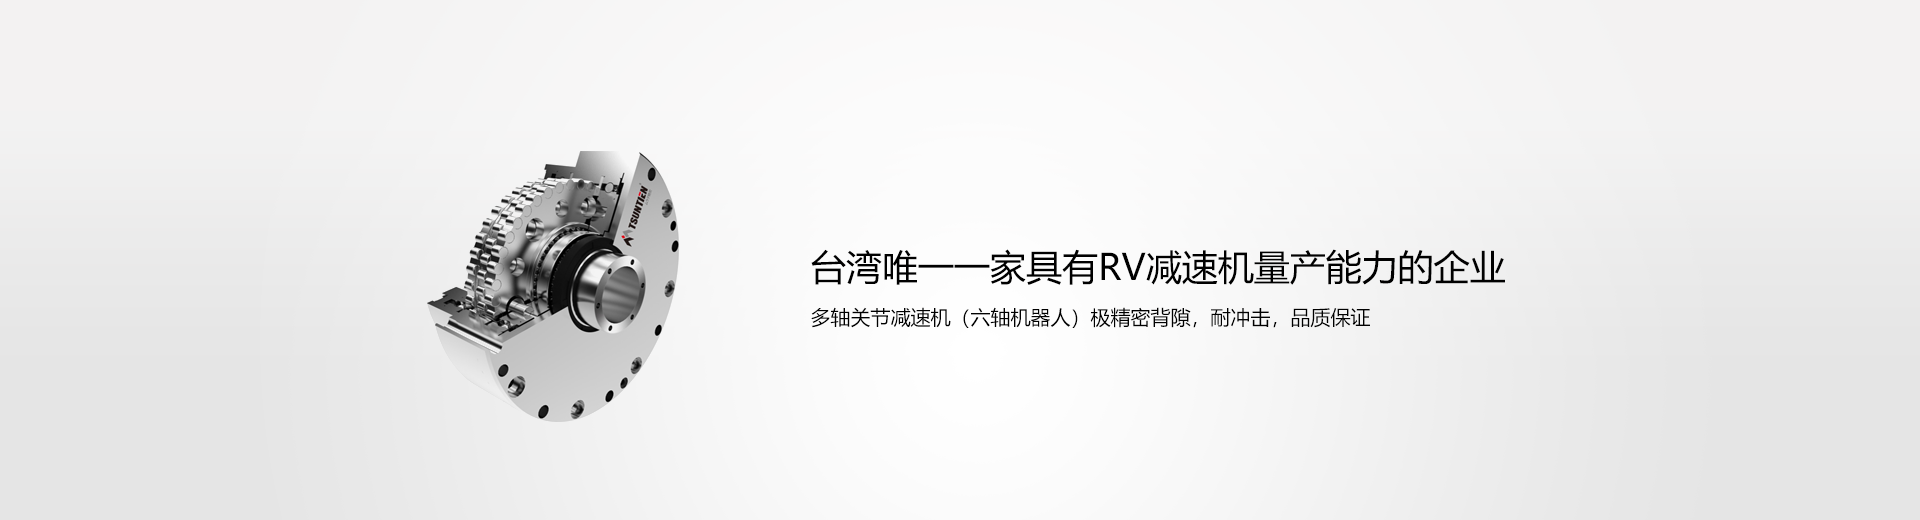 TSUNTIEN
台湾唯一一家具有RV减速机量产能力的企业
多轴关节减速机（六轴机器人）极精密背隙，耐冲击，品质保证